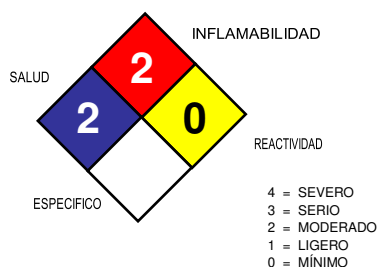 INFLAMABILIDAD
2
SALUD
2
0
REACTIVIDAD
ESPECIFICO
4 = SEVERO
3 = SERIO
2 = MODERADO
1 = LIGERO
0 = MÍNIMO